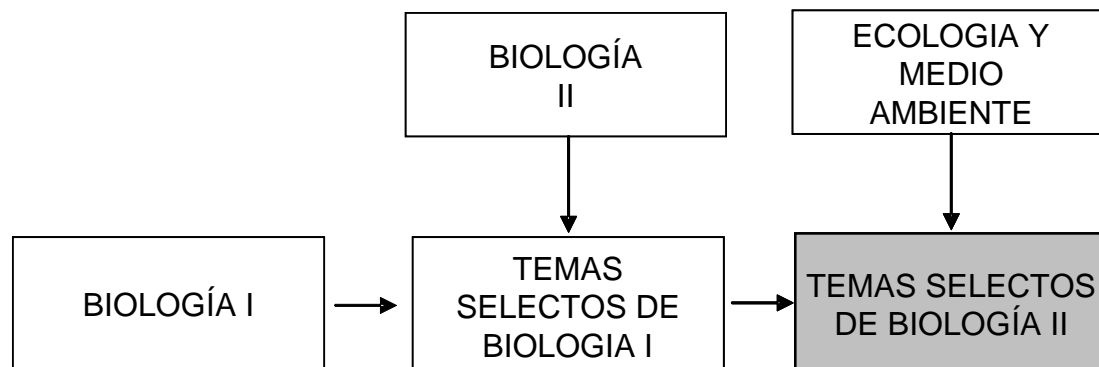 BIOLOGÍA
II
ECOLOGIA Y
MEDIO
AMBIENTE
BIOLOGÍA I
TEMAS
SELECTOS DE
BIOLOGIA I
TEMAS SELECTOS
DE BIOLOGÍA II